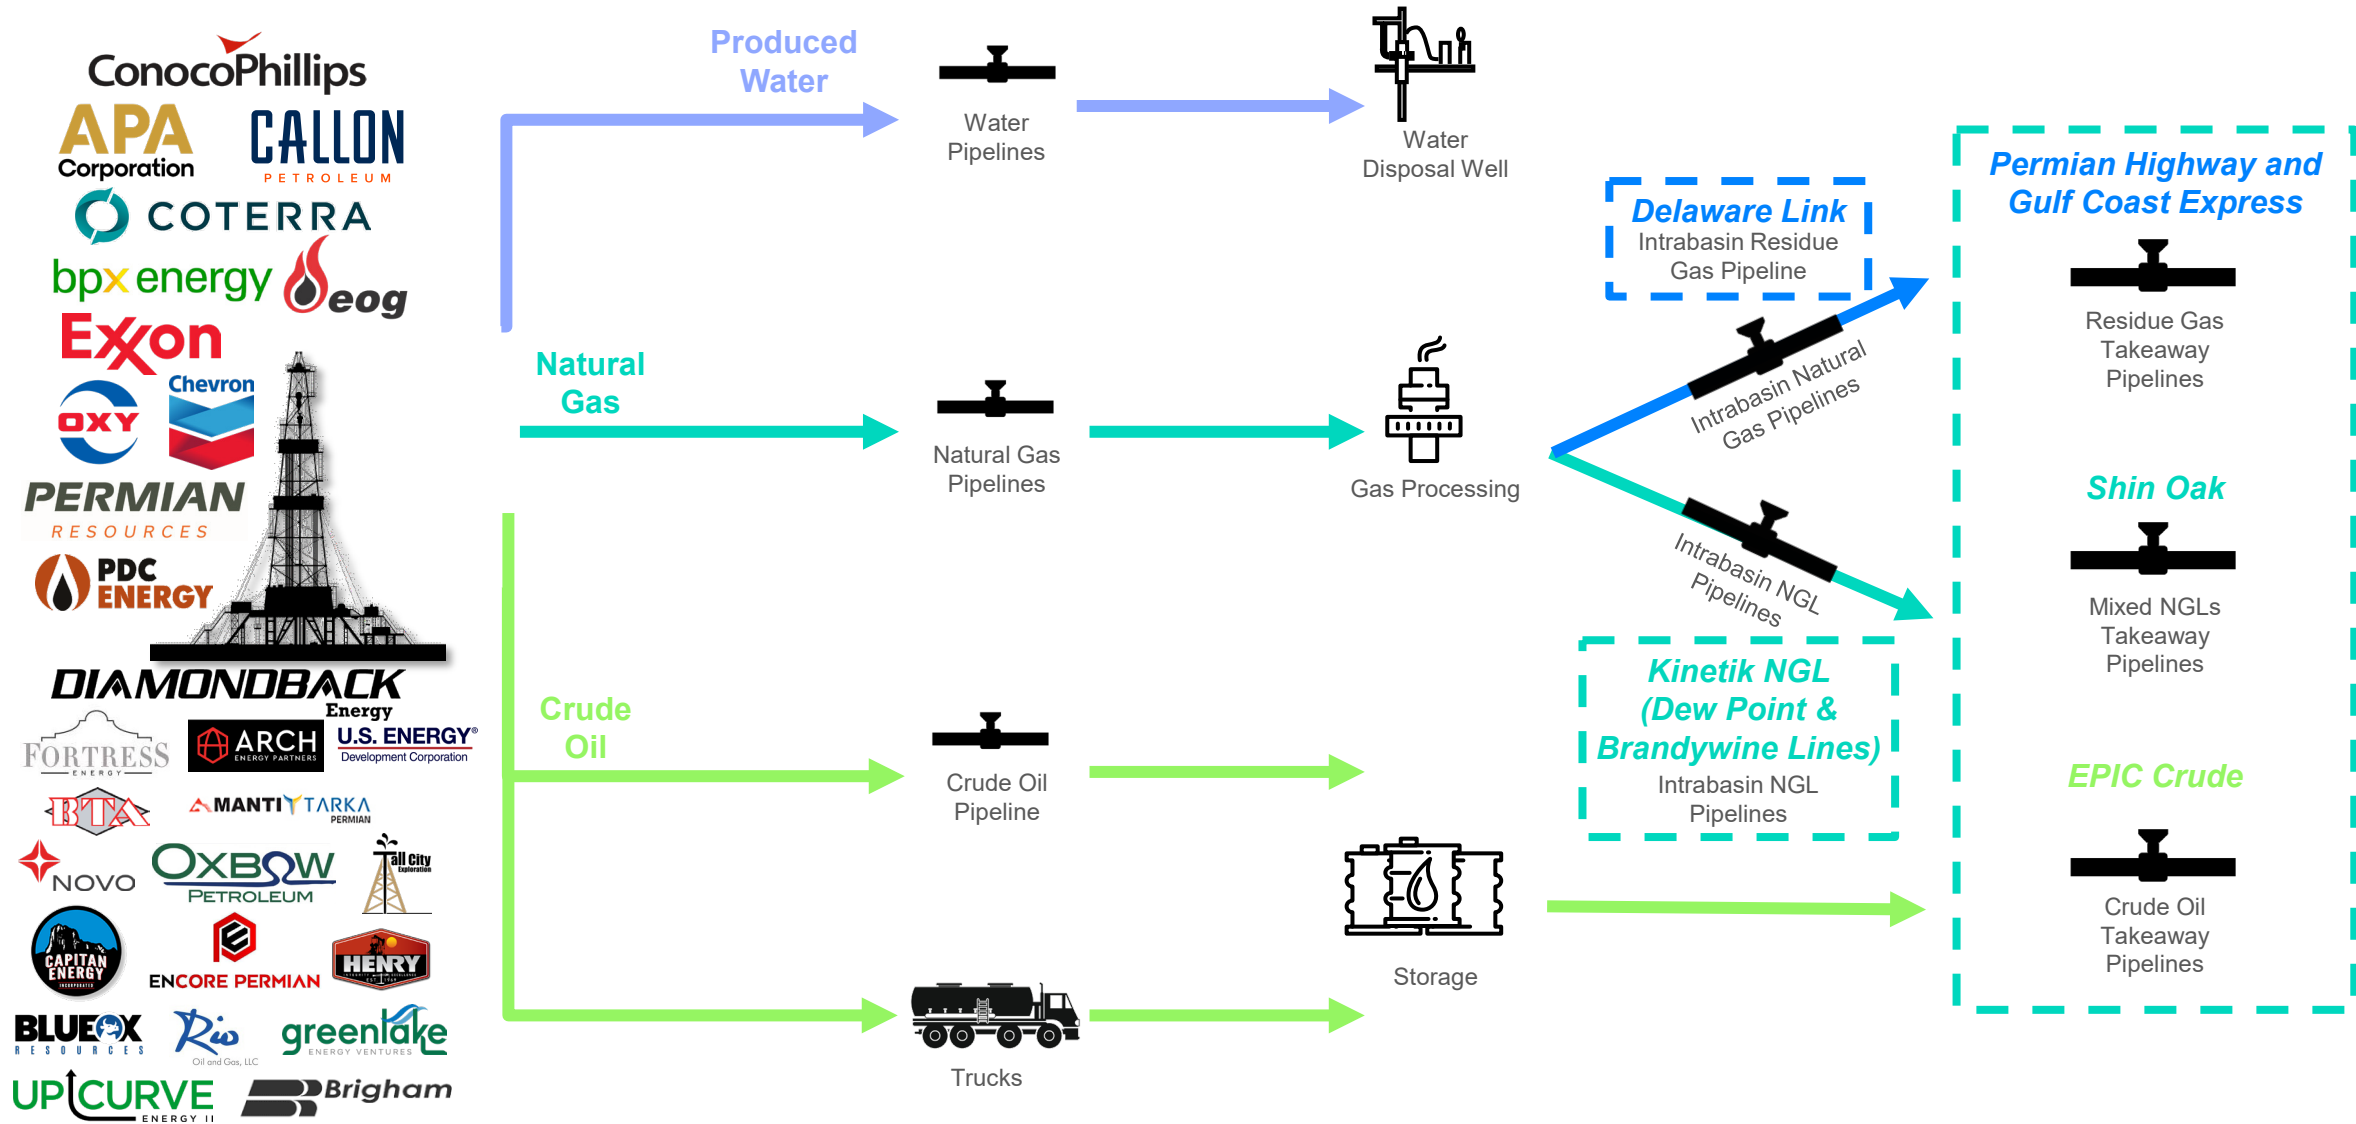 ConocoPhillips
APA
Corporation
CALLON
PETROLEUM
COTERRA
bpx energy
eog
Exxon
OXY
Chevron
PERMIAN
RESOURCES
PDC
ENERGY
DIAMONDBACK
Energy
FORTRESS
ENERGY
ARCH
ENERGY PARTNERS
U.S. ENERGY®
Development Corporation
BTA
AMANTI TARKA
PERMIAN
NOVO
OXBOW
PETROLEUM
Tall City
Exploration
CAPITAN
ENERGY
INCORPORATED
ENCORE PERMIAN
HENRY
BLUEOX
RESOURCES
Rio
Oil and Gas, LLC
greenlake
ENERGY VENTURES
UPCURVE
ENERGY II
Brigham
Produced
Water
Water
Pipelines
Water
Disposal Well
Natural
Gas
Natural Gas
Pipelines
Gas Processing
Crude
Oil
Crude Oil
Pipeline
Trucks
Storage
Delaware Link
Intrabasin Residue
Gas Pipeline
Intrabasin Natural
Gas Pipelines
Intrabasin NGL
Pipelines
Kinetik NGL
(Dew Point &
Brandywine Lines)
Intrabasin NGL
Pipelines
Permian Highway and
Gulf Coast Express
Residue Gas
Takeaway
Pipelines
Shin Oak
Mixed NGLs
Takeaway
Pipelines
EPIC Crude
Crude Oil
Takeaway
Pipelines